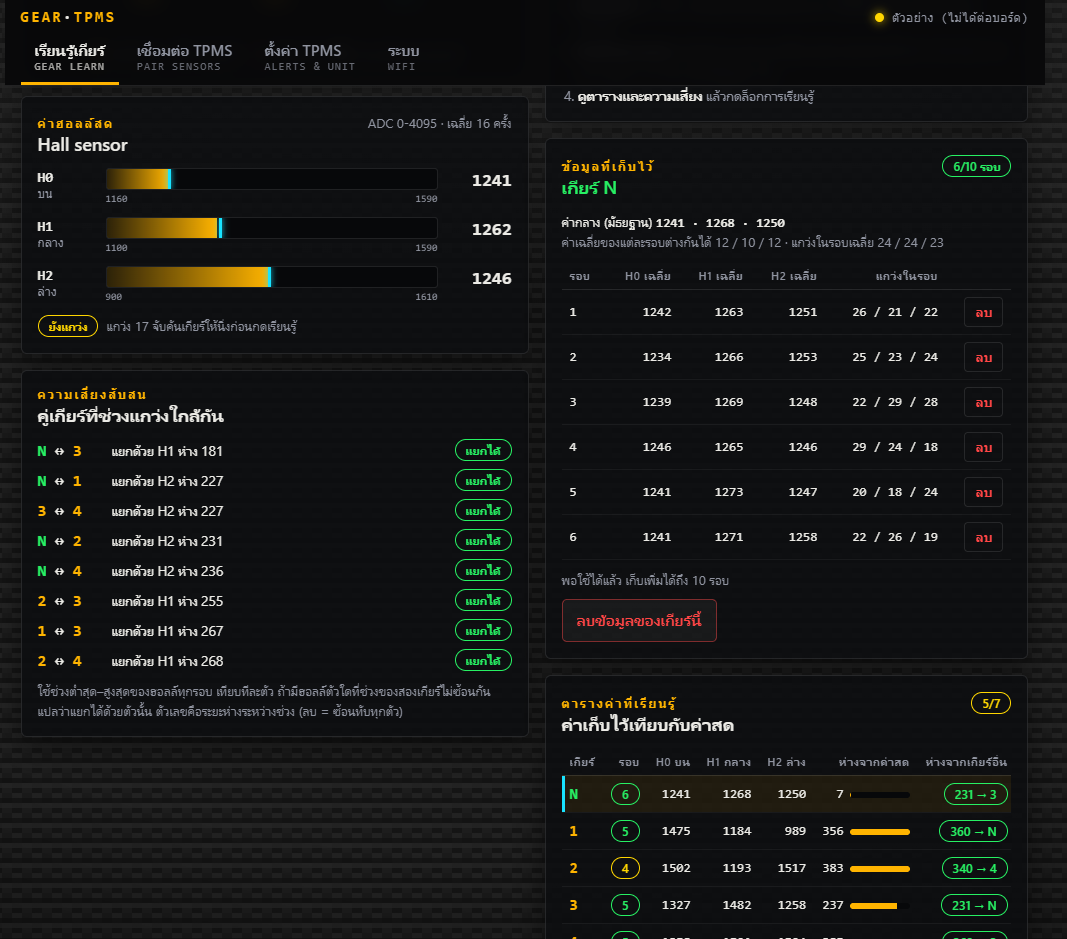 GEAR·TPMS
ตัวอย่าง (ไม่ได้ต่อบอร์ด)
เรียนรู้เกียร์
GEAR LEARN
เชื่อมต่อ TPMS
PAIR SENSORS
ตั้งค่า TPMS
ALERTS & UNIT
ระบบ
WIFI
ค่าฮอลล์สด
ADC 0-4095 · เฉลี่ย 16 ครั้ง
Hall sensor
H0
บน
1241
1160 1590
H1
กลาง
1262
1100 1590
H2
ล่าง
1246
900 1610
ยังแกว่ง แกว่ง 17 จับคันเกียร์ให้นิ่งก่อนกดเรียนรู้
ความเสี่ยงสับสน
คู่เกียร์ที่ช่วงแกว่งใกล้กัน
N ↔ 3 แยกด้วย H1 ห่าง 181 แยกได้
N ↔ 1 แยกด้วย H2 ห่าง 227 แยกได้
3 ↔ 4 แยกด้วย H2 ห่าง 227 แยกได้
N ↔ 2 แยกด้วย H2 ห่าง 231 แยกได้
N ↔ 4 แยกด้วย H2 ห่าง 236 แยกได้
2 ↔ 3 แยกด้วย H1 ห่าง 255 แยกได้
1 ↔ 3 แยกด้วย H1 ห่าง 267 แยกได้
2 ↔ 4 แยกด้วย H1 ห่าง 268 แยกได้
ใช้ช่วงต่ำสุด–สูงสุดของฮอลล์ทุกรอบ เทียบทีละตัว ถ้ามีฮอลล์ตัวใดที่ช่วงของสองเกียร์ไม่ซ้อนกัน
แปลว่าแยกได้ด้วยตัวนั้น ตัวเลขคือระยะห่างระหว่างช่วง (ลบ = ซ้อนทับทุกตัว)
4. ดูตารางและความเสี่ยง แล้วกดล็อกการเรียนรู้
ข้อมูลที่เก็บไว้
6/10 รอบ
เกียร์ N
ค่ากลาง (มัธยฐาน) 1241 · 1268 · 1250
ค่าเฉลี่ยของแต่ละรอบต่างกันได้ 12 / 10 / 12 · แกว่งในรอบเฉลี่ย 24 / 24 / 23
รอบ H0 เฉลี่ย H1 เฉลี่ย H2 เฉลี่ย แกว่งในรอบ
1 1242 1263 1251 26 / 21 / 22 ลบ
2 1234 1266 1253 25 / 23 / 24 ลบ
3 1239 1269 1248 22 / 29 / 28 ลบ
4 1246 1265 1246 29 / 24 / 18 ลบ
5 1241 1273 1247 20 / 18 / 24 ลบ
6 1241 1271 1258 22 / 26 / 19 ลบ
พอใช้ได้แล้ว เก็บเพิ่มได้ถึง 10 รอบ
ลบข้อมูลของเกียร์นี้
ตารางค่าที่เรียนรู้
5/7
ค่าเก็บไว้เทียบกับค่าสด
เกียร์ รอบ H0 บน H1 กลาง H2 ล่าง ห่างจากค่าสด ห่างจากเกียร์อื่น
N 6 1241 1268 1250 7 231 → 3
1 5 1475 1184 989 356 360 → N
2 4 1502 1193 1517 383 340 → 4
3 5 1327 1482 1258 237 231 → N